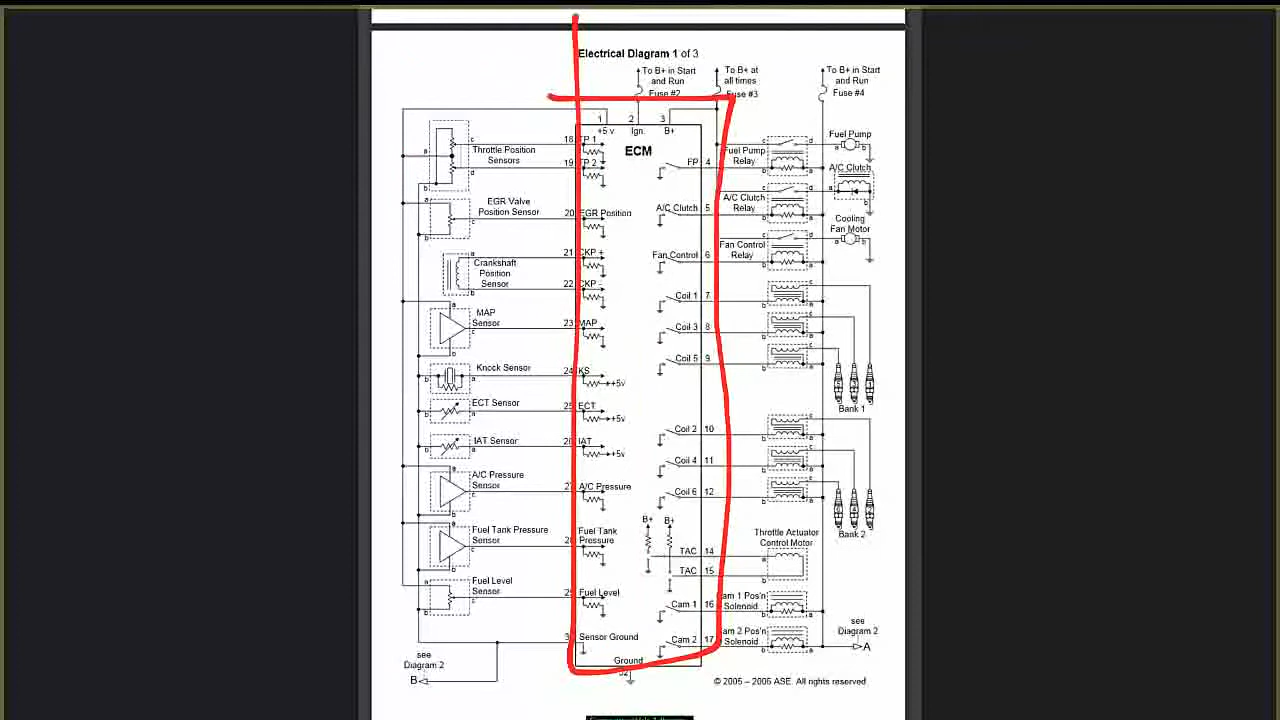 Electrical Diagram 1 of 3
To B+ in Start
and Run
Fuse #2
To B+ at
all times
Fuse #3
To B+ in Start
and Run
Fuse #4
1
2
3
+5 v
Ign.
B+
ECM
c
a
d
b
Throttle Position
Sensors
18
TP 1
19
TP 2
EGR Valve
Position Sensor
a
c
b
20
EGR Position
Crankshaft
Position
Sensor
a
b
21
CKP +
22
CKP -
MAP
Sensor
a
c
b
23
MAP
Knock Sensor
b
a
24
KS
+5v
ECT Sensor
b
a
25
ECT
+5v
IAT Sensor
b
a
26
IAT
+5v
A/C Pressure
Sensor
a
c
b
27
A/C Pressure
Fuel Tank Pressure
Sensor
a
c
b
Fuel Tank
Pressure
Fuel Level
Sensor
a
c
b
Fuel Level
Sensor Ground
Ground
32
see
Diagram 2
B
FP
4
Fuel Pump
Relay
c
d
b
a
Fuel Pump
a
b
A/C Clutch
5
A/C Clutch
Relay
c
d
b
a
A/C Clutch
a
b
Fan Control
6
Fan Control
Relay
c
d
b
a
Cooling
Fan Motor
a
b
Coil 1
7
b
c
a
Coil 3
8
b
c
a
Coil 5
9
b
c
a
5
3
1
Bank 1
Coil 2
10
b
c
a
Coil 4
11
b
c
a
Coil 6
12
b
c
a
6
4
2
Bank 2
B+
B+
TAC
14
TAC
15
Throttle Actuator
Control Motor
a
b
Cam 1
16
Cam 1 Pos'n
Solenoid
b
a
Cam 2
17
Cam 2 Pos'n
Solenoid
b
a
see
Diagram 2
A
© 2005 – 2006 ASE. All rights reserved